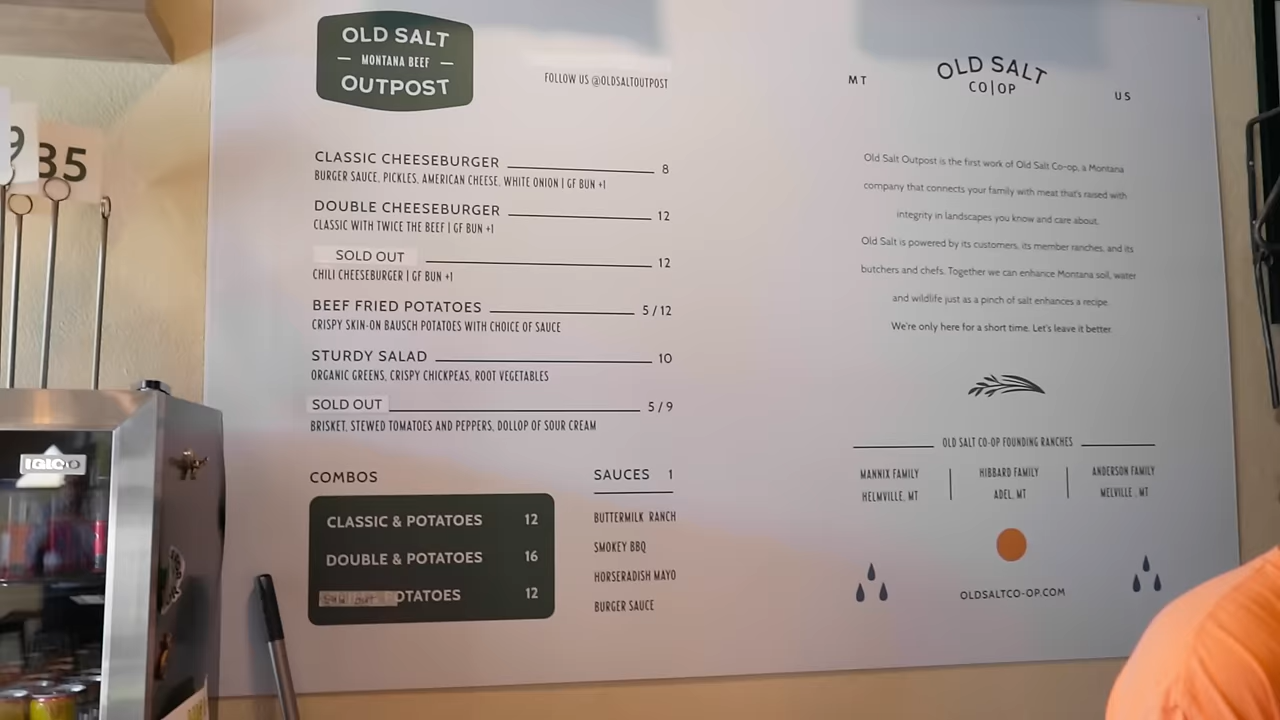 OLD SALT
MONTANA BEEF
OUTPOST
FOLLOW US @OLDSALTOUTPOST
CLASSIC CHEESEBURGER 8
BURGER SAUCE, PICKLES, AMERICAN CHEESE, WHITE ONION | GF BUN +1
DOUBLE CHEESEBURGER 12
CLASSIC WITH TWICE THE BEEF | GF BUN +1
SOLD OUT 12
CHILI CHEESEBURGER | GF BUN +1
BEEF FRIED POTATOES 5 / 12
CRISPY SKIN-ON BAUSCH POTATOES WITH CHOICE OF SAUCE
STURDY SALAD 10
ORGANIC GREENS, CRISPY CHICKPEAS, ROOT VEGETABLES
SOLD OUT 5 / 9
BRISKET, STEWED TOMATOES AND PEPPERS, DOLLOP OF SOUR CREAM
COMBOS
CLASSIC & POTATOES 12
DOUBLE & POTATOES 16
OTATOES 12
SAUCES 1
BUTTERMILK RANCH
SMOKEY BBQ
HORSERADISH MAYO
BURGER SAUCE
MT
OLD SALT
CO|OP
US
Old Salt Outpost is the first work of Old Salt Co-op, a Montana
company that connects your family with meat that's raised with
integrity in landscapes you know and care about.
Old Salt is powered by its customers, its member ranches, and its
butchers and chefs. Together we can enhance Montana soil, water
and wildlife just as a pinch of salt enhances a recipe.
We're only here for a short time. Let's leave it better.
OLD SALT CO-OP FOUNDING RANCHES
MANNIX FAMILY
HELMVILLE, MT
HIBBARD FAMILY
ADEL, MT
ANDERSON FAMILY
MELVILLE , MT
OLDSALTCO-OP.COM
9
35
IGLOO